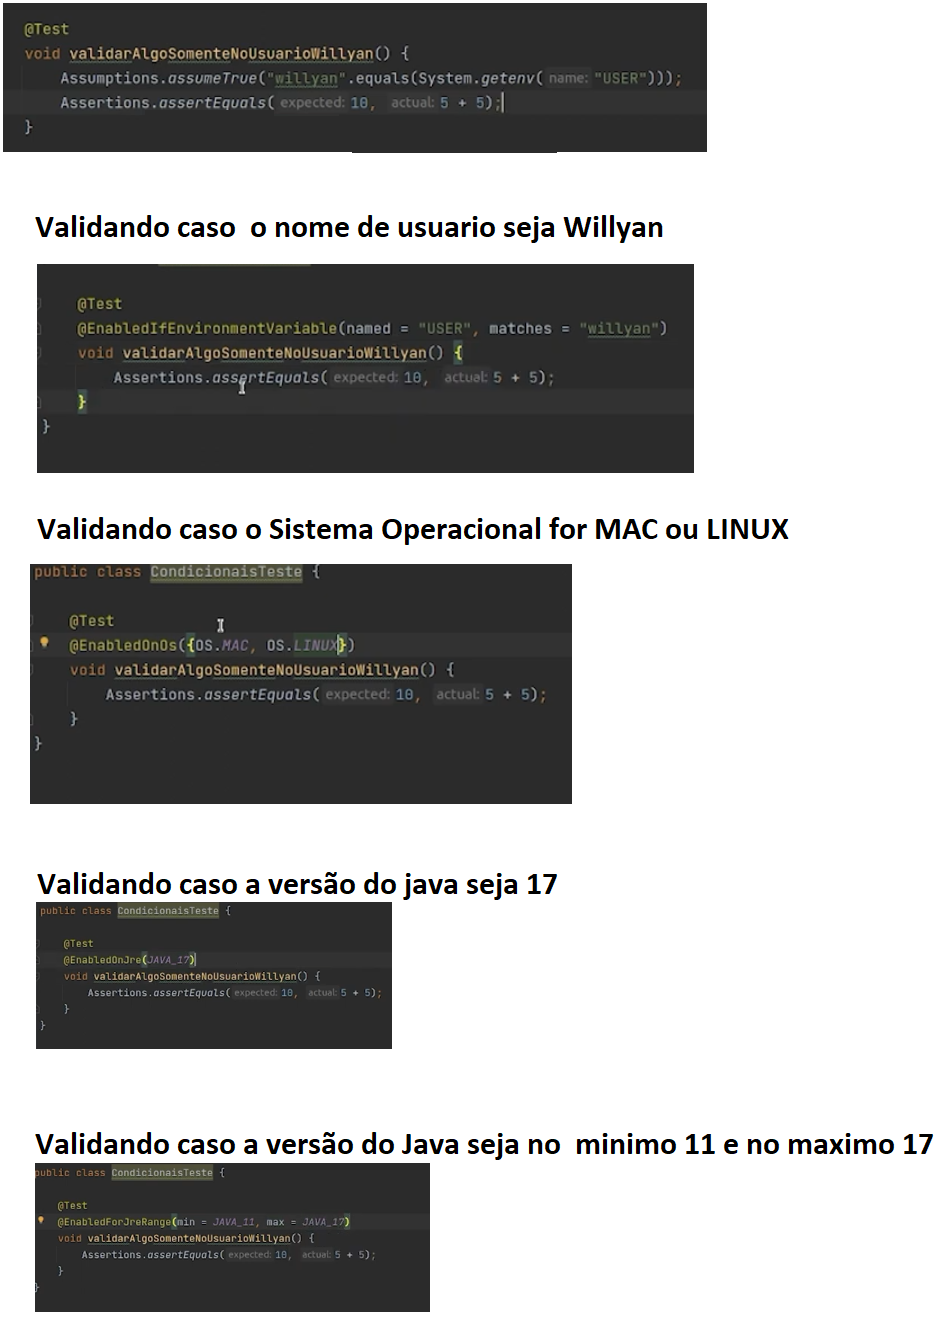 @Test
void validarAlgoSomenteNoUsuarioWillyan() {
Assumptions.assumeTrue("willyan".equals(System.getenv( name: "USER")));
Assertions.assertEquals( expected: 10, actual: 5 + 5);
}
Validando caso  o nome de usuario seja Willyan
@Test
@EnabledIfEnvironmentVariable(named = "USER", matches = "willyan")
void validarAlgoSomenteNoUsuarioWillyan() {
Assertions.assertEquals( expected: 10, actual: 5 + 5);
}
}
Validando caso o Sistema Operacional for MAC ou LINUX
public class CondicionaisTeste {
@Test
@EnabledOnOs({OS.MAC, OS.LINUX})
void validarAlgoSomenteNoUsuarioWillyan() {
Assertions.assertEquals( expected: 10, actual: 5 + 5);
}
}
Validando caso a versão do java seja 17
public class CondicionaisTeste {
@Test
@EnabledOnJre(JAVA_17)
void validarAlgoSomenteNoUsuarioWillyan() {
Assertions.assertEquals( expected: 10, actual: 5 + 5);
}
}
Validando caso a versão do Java seja no  minimo 11 e no maximo 17
public class CondicionaisTeste {
@Test
@EnabledForJreRange(min = JAVA_11, max = JAVA_17)
void validarAlgoSomenteNoUsuarioWillyan() {
Assertions.assertEquals( expected: 10, actual: 5 + 5);
}
}